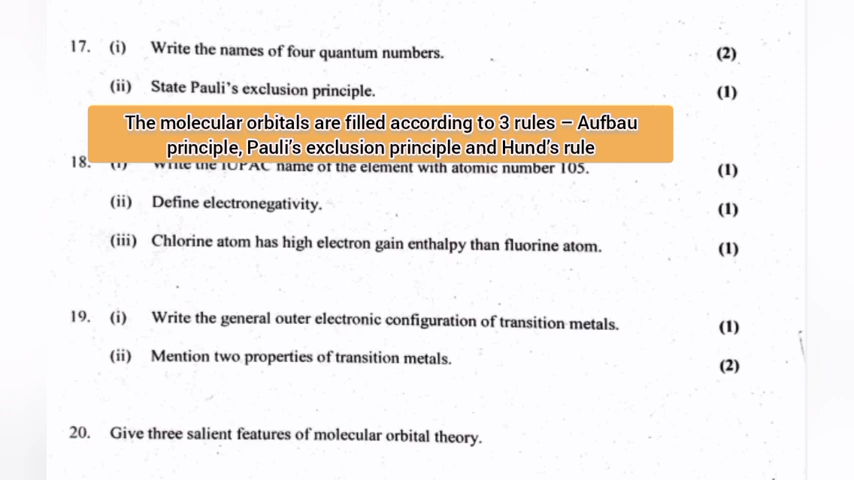 17. (i) Write the names of four quantum numbers. (2)
(ii) State Pauli's exclusion principle. (1)
The molecular orbitals are filled according to 3 rules – Aufbau
principle, Pauli's exclusion principle and Hund's rule
18. (i) Write the IUPAC name of the element with atomic number 105. (1)
(ii) Define electronegativity. (1)
(iii) Chlorine atom has high electron gain enthalpy than fluorine atom. (1)
19. (i) Write the general outer electronic configuration of transition metals. (1)
(ii) Mention two properties of transition metals. (2)
20. Give three salient features of molecular orbital theory.